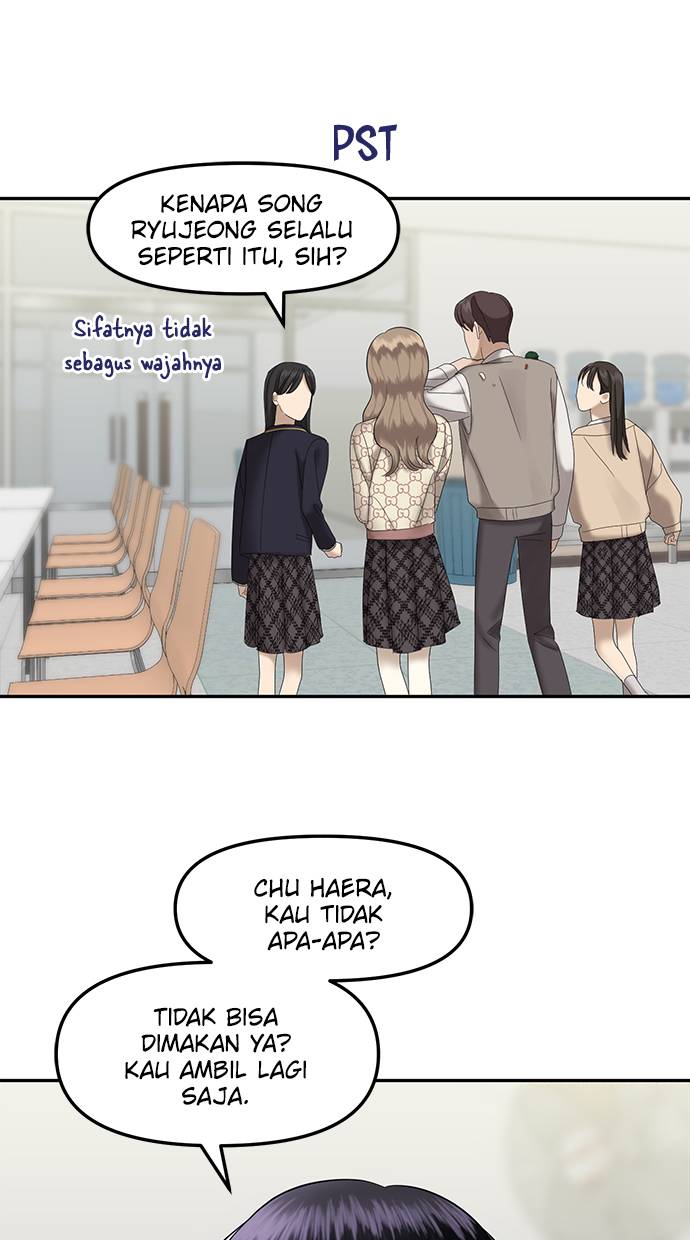 PST
KENAPA SONG
RYUJEONG SELALU
SEPERTI ITU, SIH?
Sifatnya tidak
sebagus wajahnya
CHU HAERA,
KAU TIDAK
APA-APA?
TIDAK BISA
DIMAKAN YA?
KAU AMBIL LAGI
SAJA.